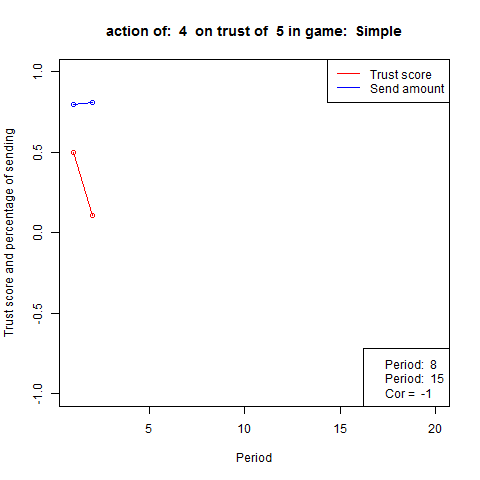 action of:  4  on trust of  5 in game:  Simple
Trust score
Send amount
Trust score and percentage of sending
1.0
0.5
0.0
-0.5
-1.0
Period:  8
Period:  15
Cor =  -1
5
10
15
20
Period